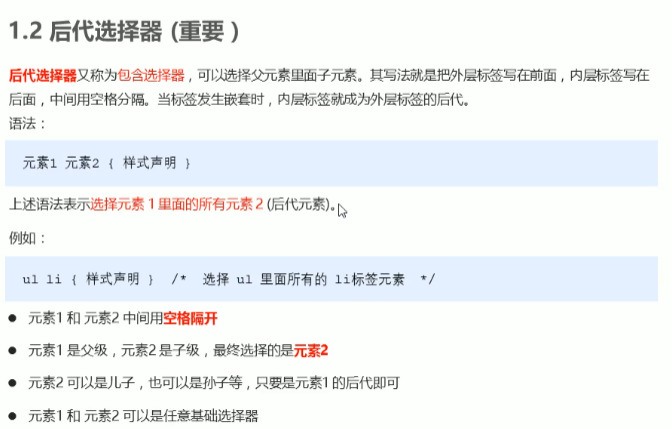 1.2 后代选择器 (重要)
后代选择器又称为包含选择器，可以选择父元素里面子元素。其写法就是把外层标签写在前面，内层标签写在
后面，中间用空格分隔。当标签发生嵌套时，内层标签就成为外层标签的后代。
语法：
元素1 元素2 { 样式声明 }
上述语法表示选择元素 1 里面的所有元素 2 (后代元素)。
例如：
ul li { 样式声明 } /* 选择 ul 里面所有的 li标签元素 */
● 元素1 和 元素2 中间用空格隔开
● 元素1 是父级，元素2 是子级，最终选择的是元素2
● 元素2 可以是儿子，也可以是孙子等，只要是元素1 的后代即可
● 元素1 和 元素2 可以是任意基础选择器